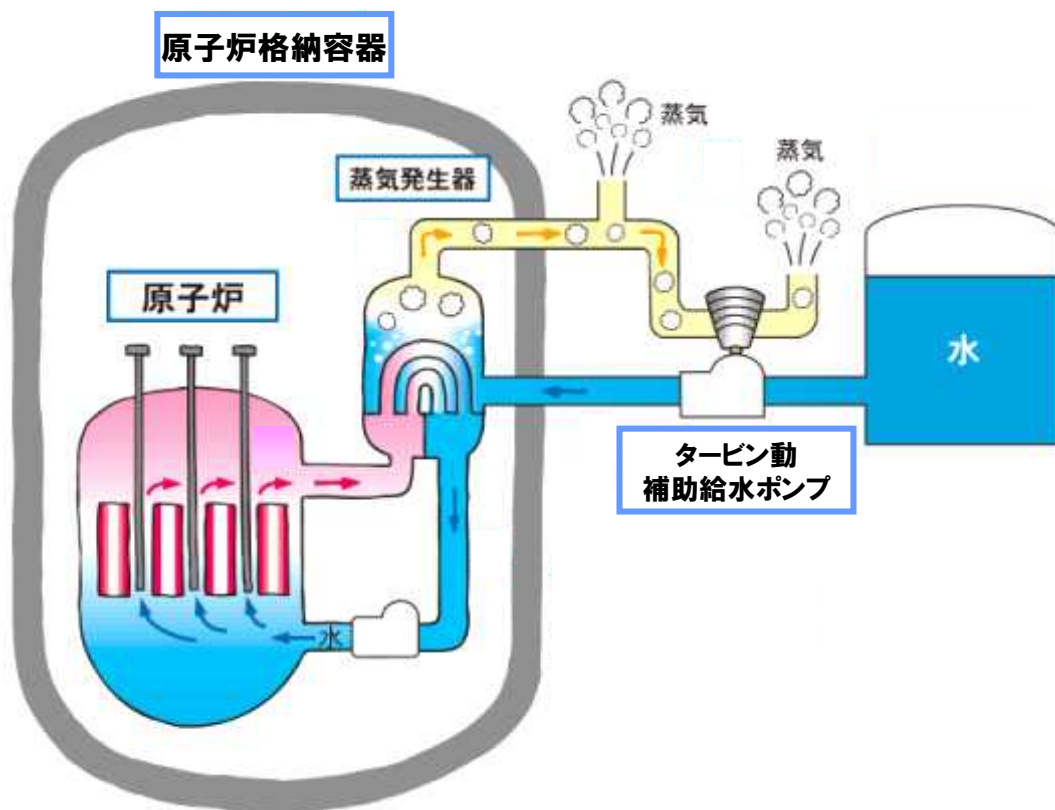 原子炉格納容器
蒸気
蒸気
蒸気発生器
原子炉
水
タービン動
補助給水ポンプ
水